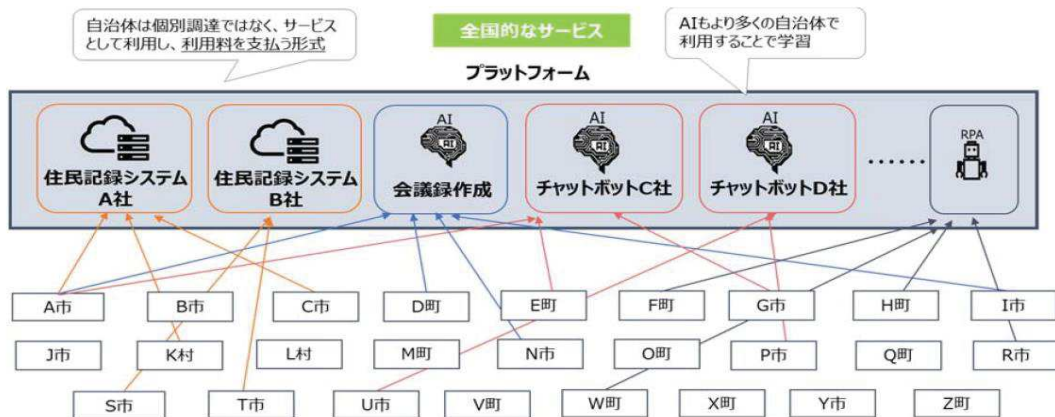 自治体は個別調達ではなく、サービス
として利用し、利用料を支払う形式
全国的なサービス
AIもより多くの自治体で
利用することで学習
プラットフォーム
住民記録システム
A社
住民記録システム
B社
AI
AI
会議録作成
AI
AI
チャットボットC社
AI
AI
チャットボットD社
・・・・・・
RPA
A市
B市
C市
D町
E町
F町
G市
H町
I市
J市
K村
L村
M町
N市
O町
P市
Q町
R市
S市
T市
U市
V町
W町
X町
Y市
Z町